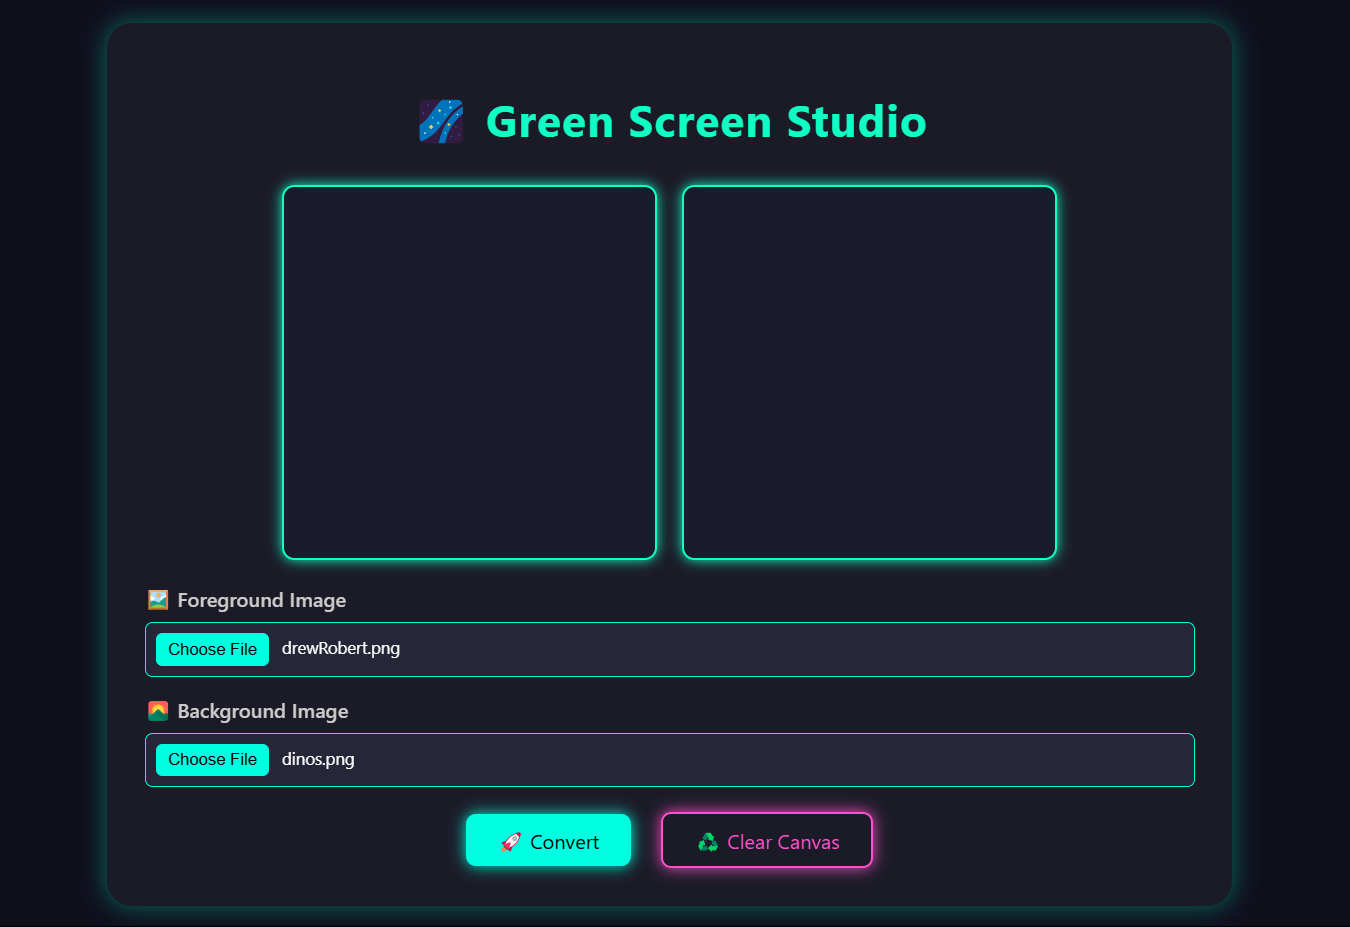 Green Screen Studio
Foreground Image
Choose File drewRobert.png
Background Image
Choose File dinos.png
Convert
Clear Canvas